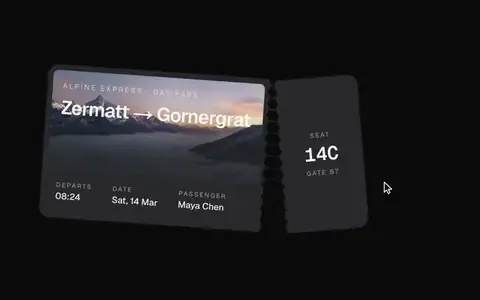 ALPINE EXPRESS · DAY PASS
Zermatt → Gornergrat
DEPARTS
08:24
DATE
Sat, 14 Mar
PASSENGER
Maya Chen
SEAT
14C
GATE B7